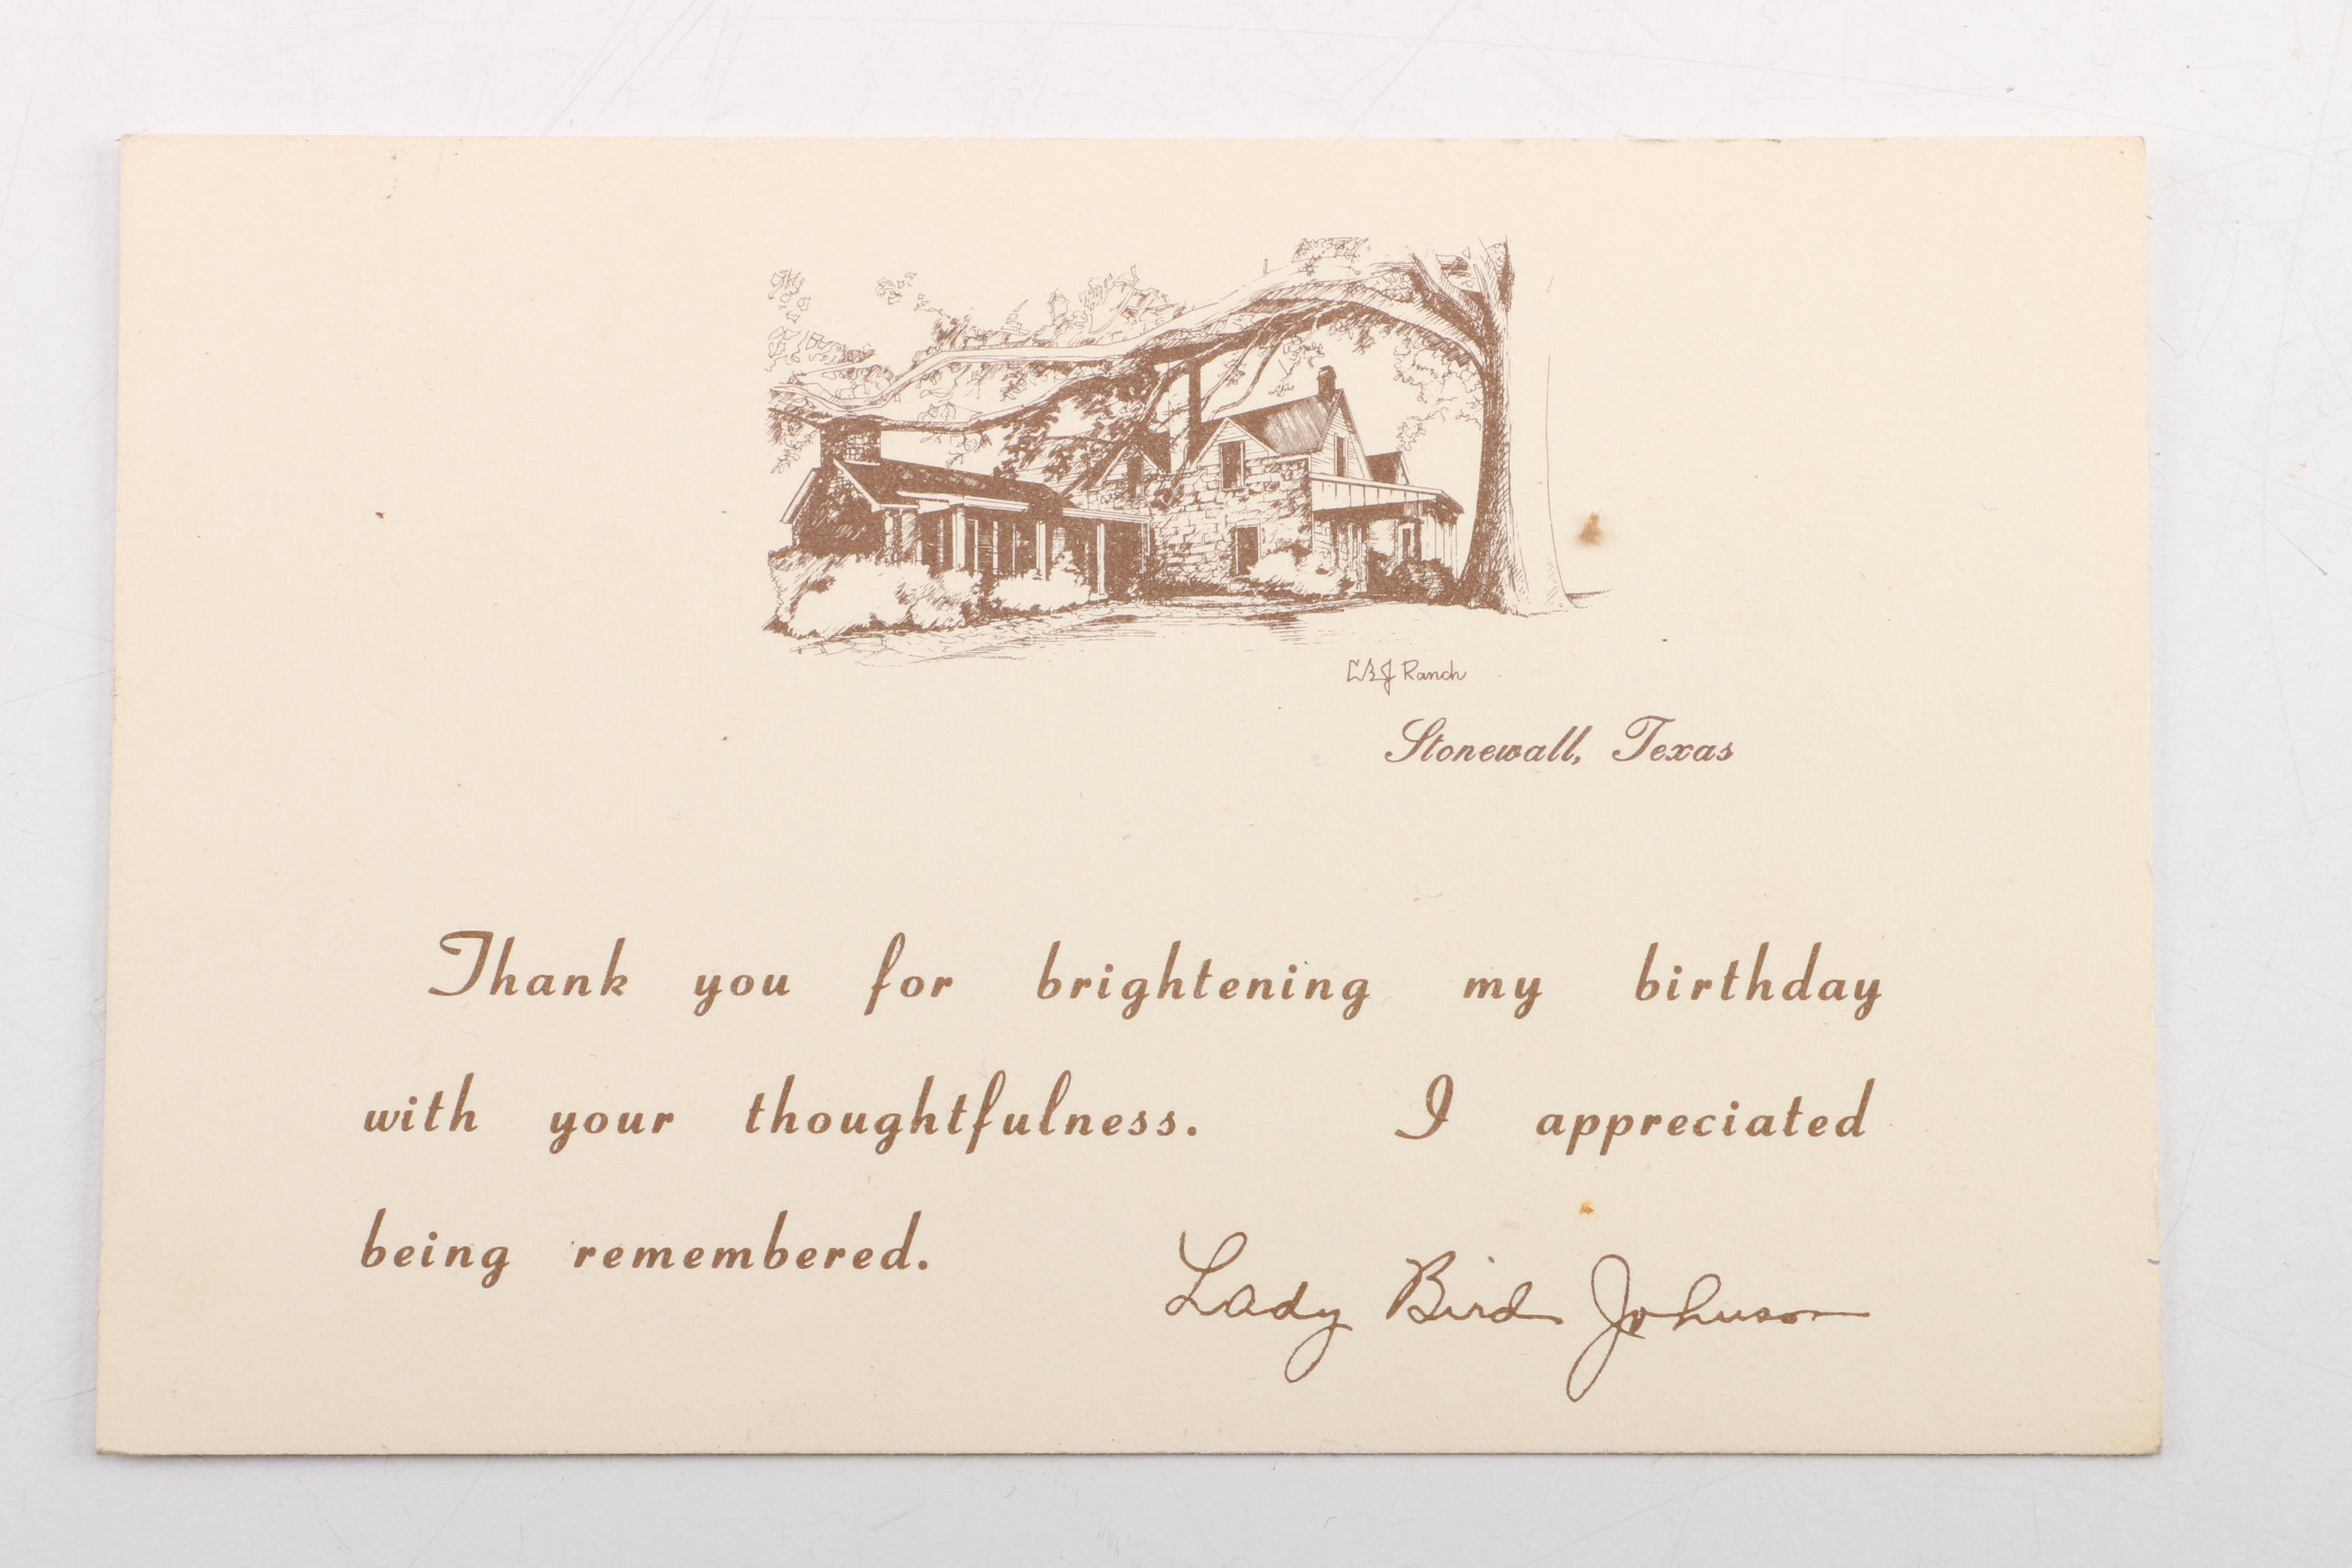 LBJ Ranch
Stonewall, Texas
Thank you for brightening my birthday
with your thoughtfulness. I appreciated
being remembered.
Lady Bird Johnson